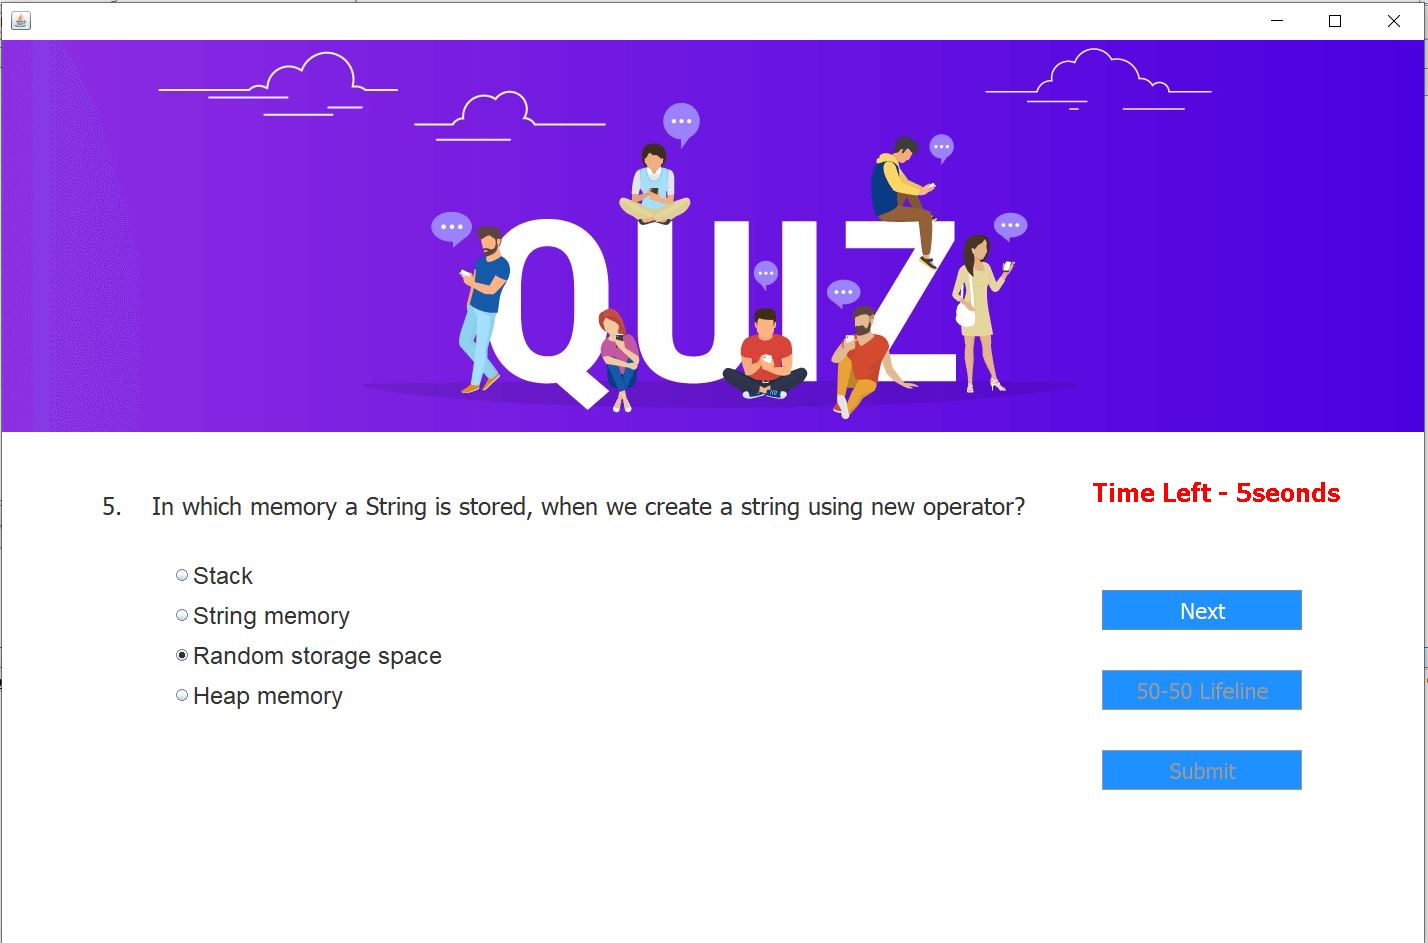 QUIZ
5. In which memory a String is stored, when we create a string using new operator?
Time Left - 5seonds
Stack
String memory
Random storage space
Heap memory
Next
50-50 Lifeline
Submit